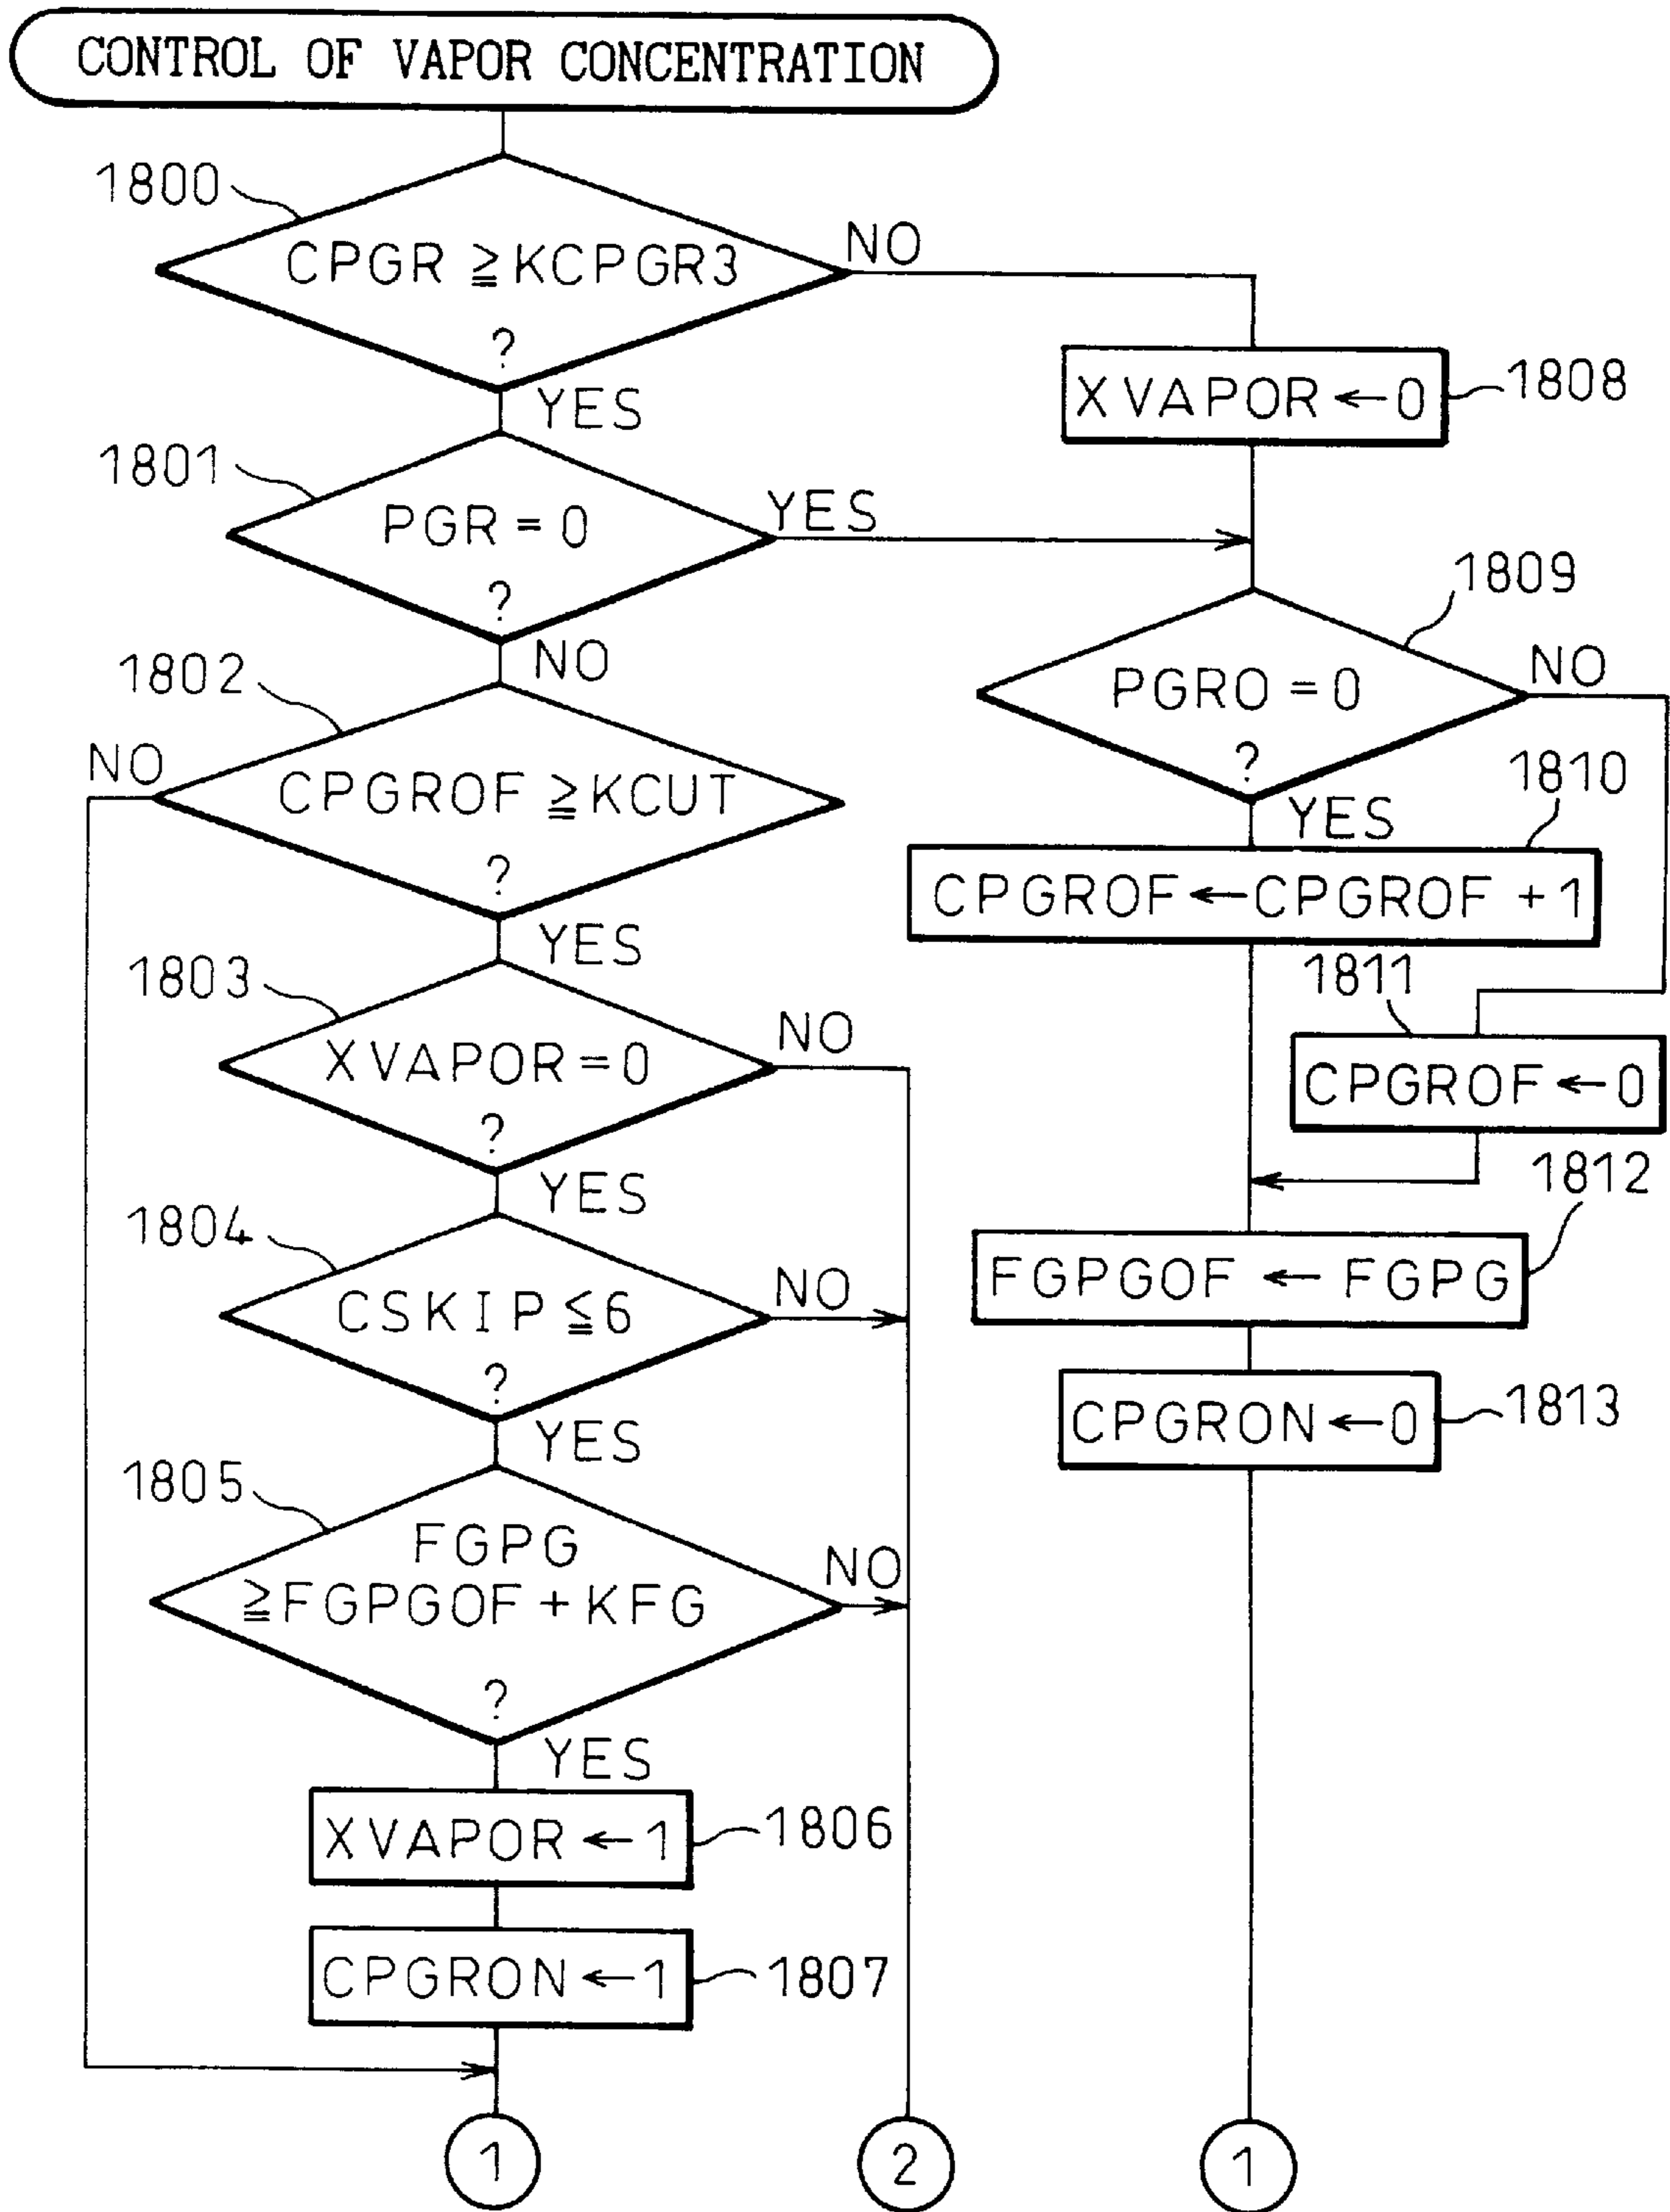 CONTROL OF VAPOR CONCENTRATION
1800
CPGR ≧ KCPGR3
?
NO
YES
XVAPOR ← 0
1808
1801
PGR = 0
?
YES
NO
1809
PGRO = 0
?
NO
YES
1802
NO
CPGROF ≧ KCUT
?
YES
1810
CPGROF ← CPGROF + 1
1803
XVAPOR = 0
?
NO
YES
1811
CPGROF ← 0
1804
CSKIP ≦ 6
?
NO
YES
1812
FGPGOF ← FGPG
CPGRON ← 0
1813
1805
FGPG
≧ FGPGOF + KFG
?
NO
YES
XVAPOR ← 1
1806
CPGRON ← 1
1807
1
2
1